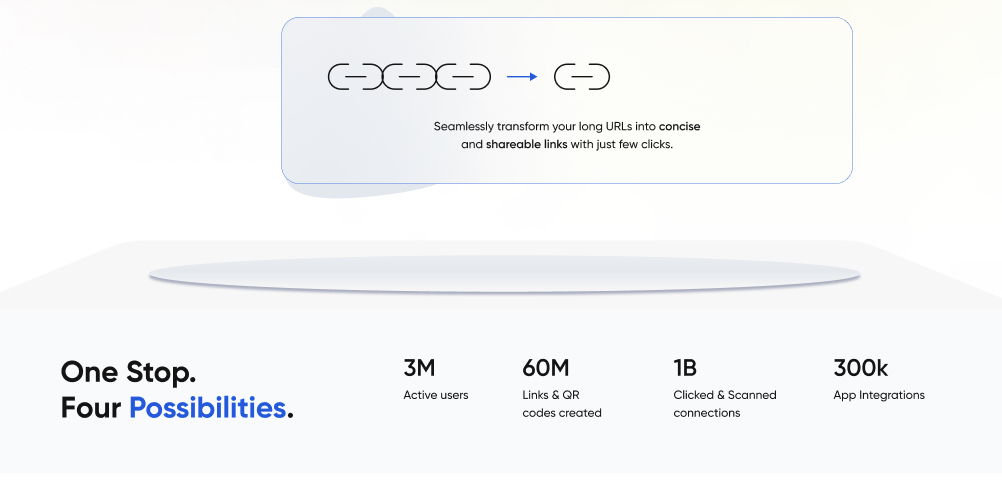 Seamlessly transform your long URLs into concise
and shareable links with just few clicks.
One Stop.
Four Possibilities.
3M
Active users
60M
Links & QR
codes created
1B
Clicked & Scanned
connections
300k
App Integrations